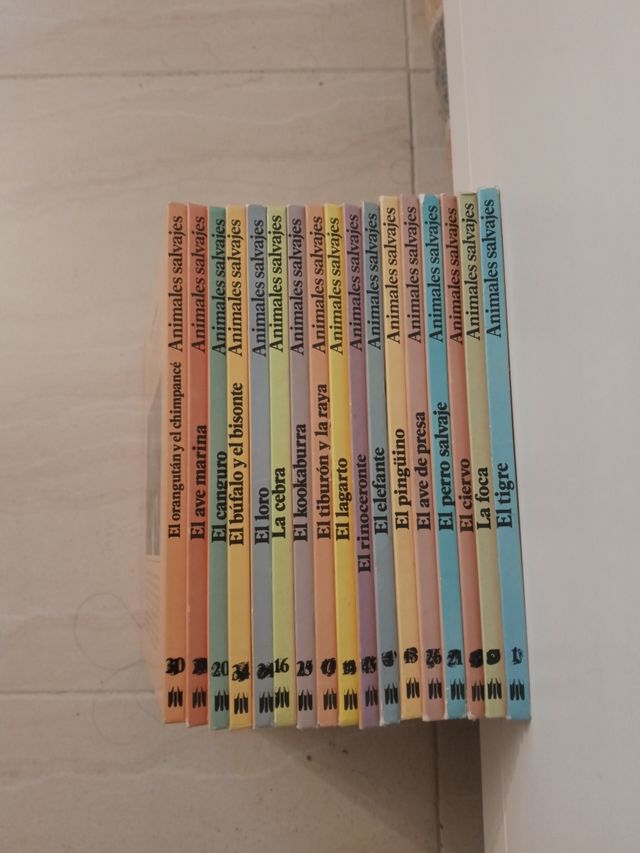 El orangután y el chimpancé Animales salvajes
El ave marina Animales salvajes
20 El canguro Animales salvajes
El búfalo y el bisonte Animales salvajes
El loro Animales salvajes
16 La cebra Animales salvajes
El kookaburra Animales salvajes
El tiburón y la raya Animales salvajes
El lagarto Animales salvajes
El rinoceronte Animales salvajes
El elefante Animales salvajes
El pingüino Animales salvajes
El ave de presa Animales salvajes
El perro salvaje Animales salvajes
El ciervo Animales salvajes
La foca Animales salvajes
El tigre Animales salvajes